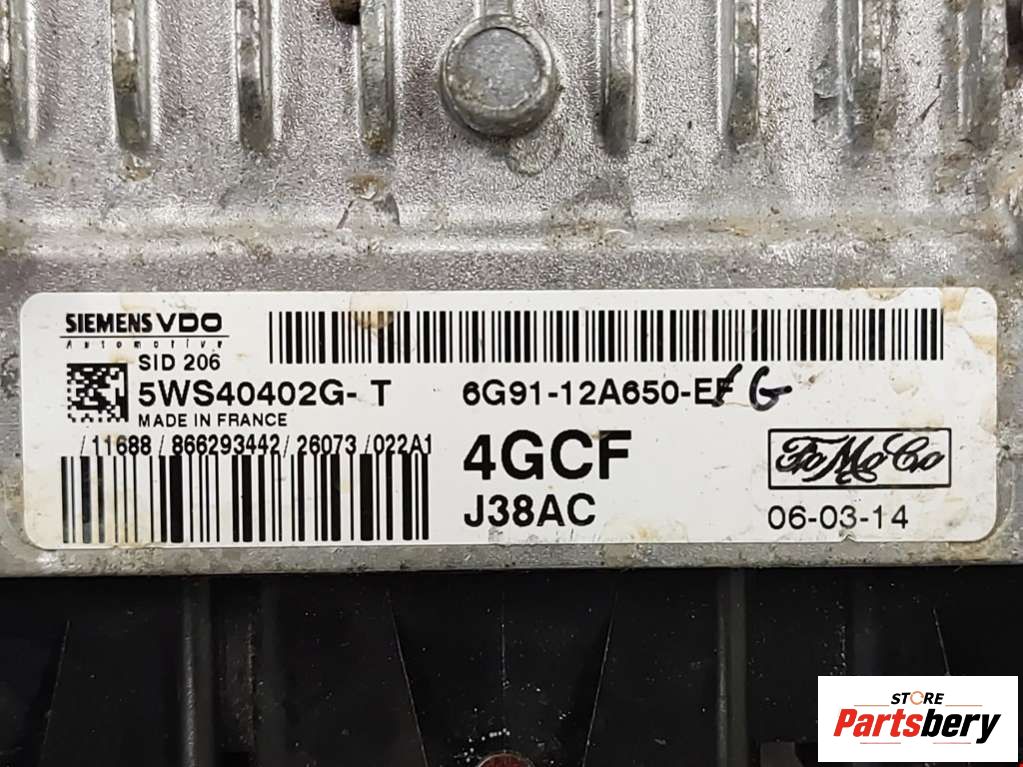 SIEMENS VDO
Automotive
SID 206
5WS40402G- T 6G91-12A650-EF G
MADE IN FRANCE
/11688/866293442/26073/022A1
4GCF
FoMoCo
J38AC
06-03-14
STORE
Partsbery